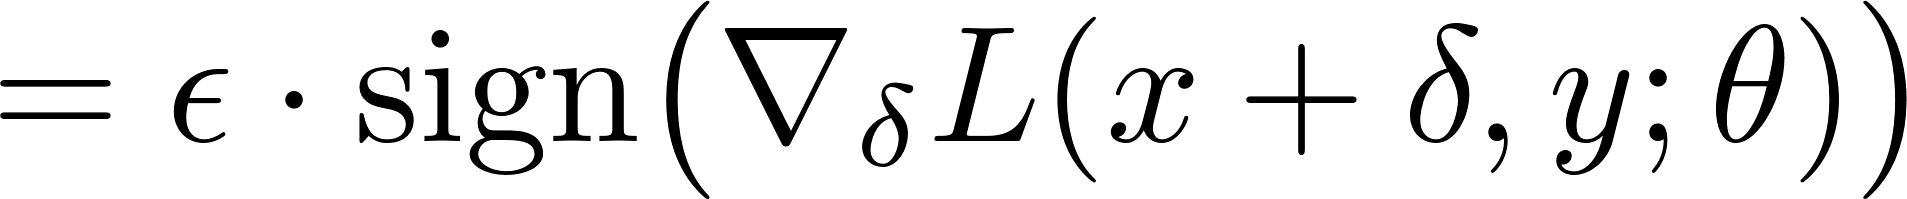 = ϵ · sign(∇_δ L(x + δ, y; θ))